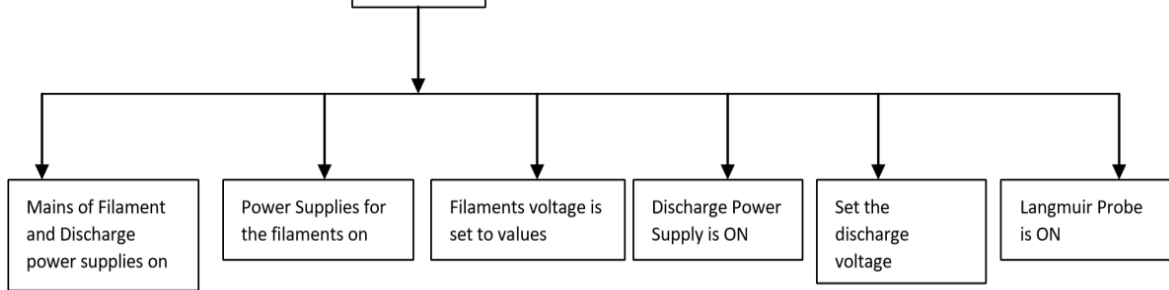 Mains of Filament
and Discharge
power supplies on
Power Supplies for
the filaments on
Filaments voltage is
set to values
Discharge Power
Supply is ON
Set the
discharge
voltage
Langmuir Probe
is ON